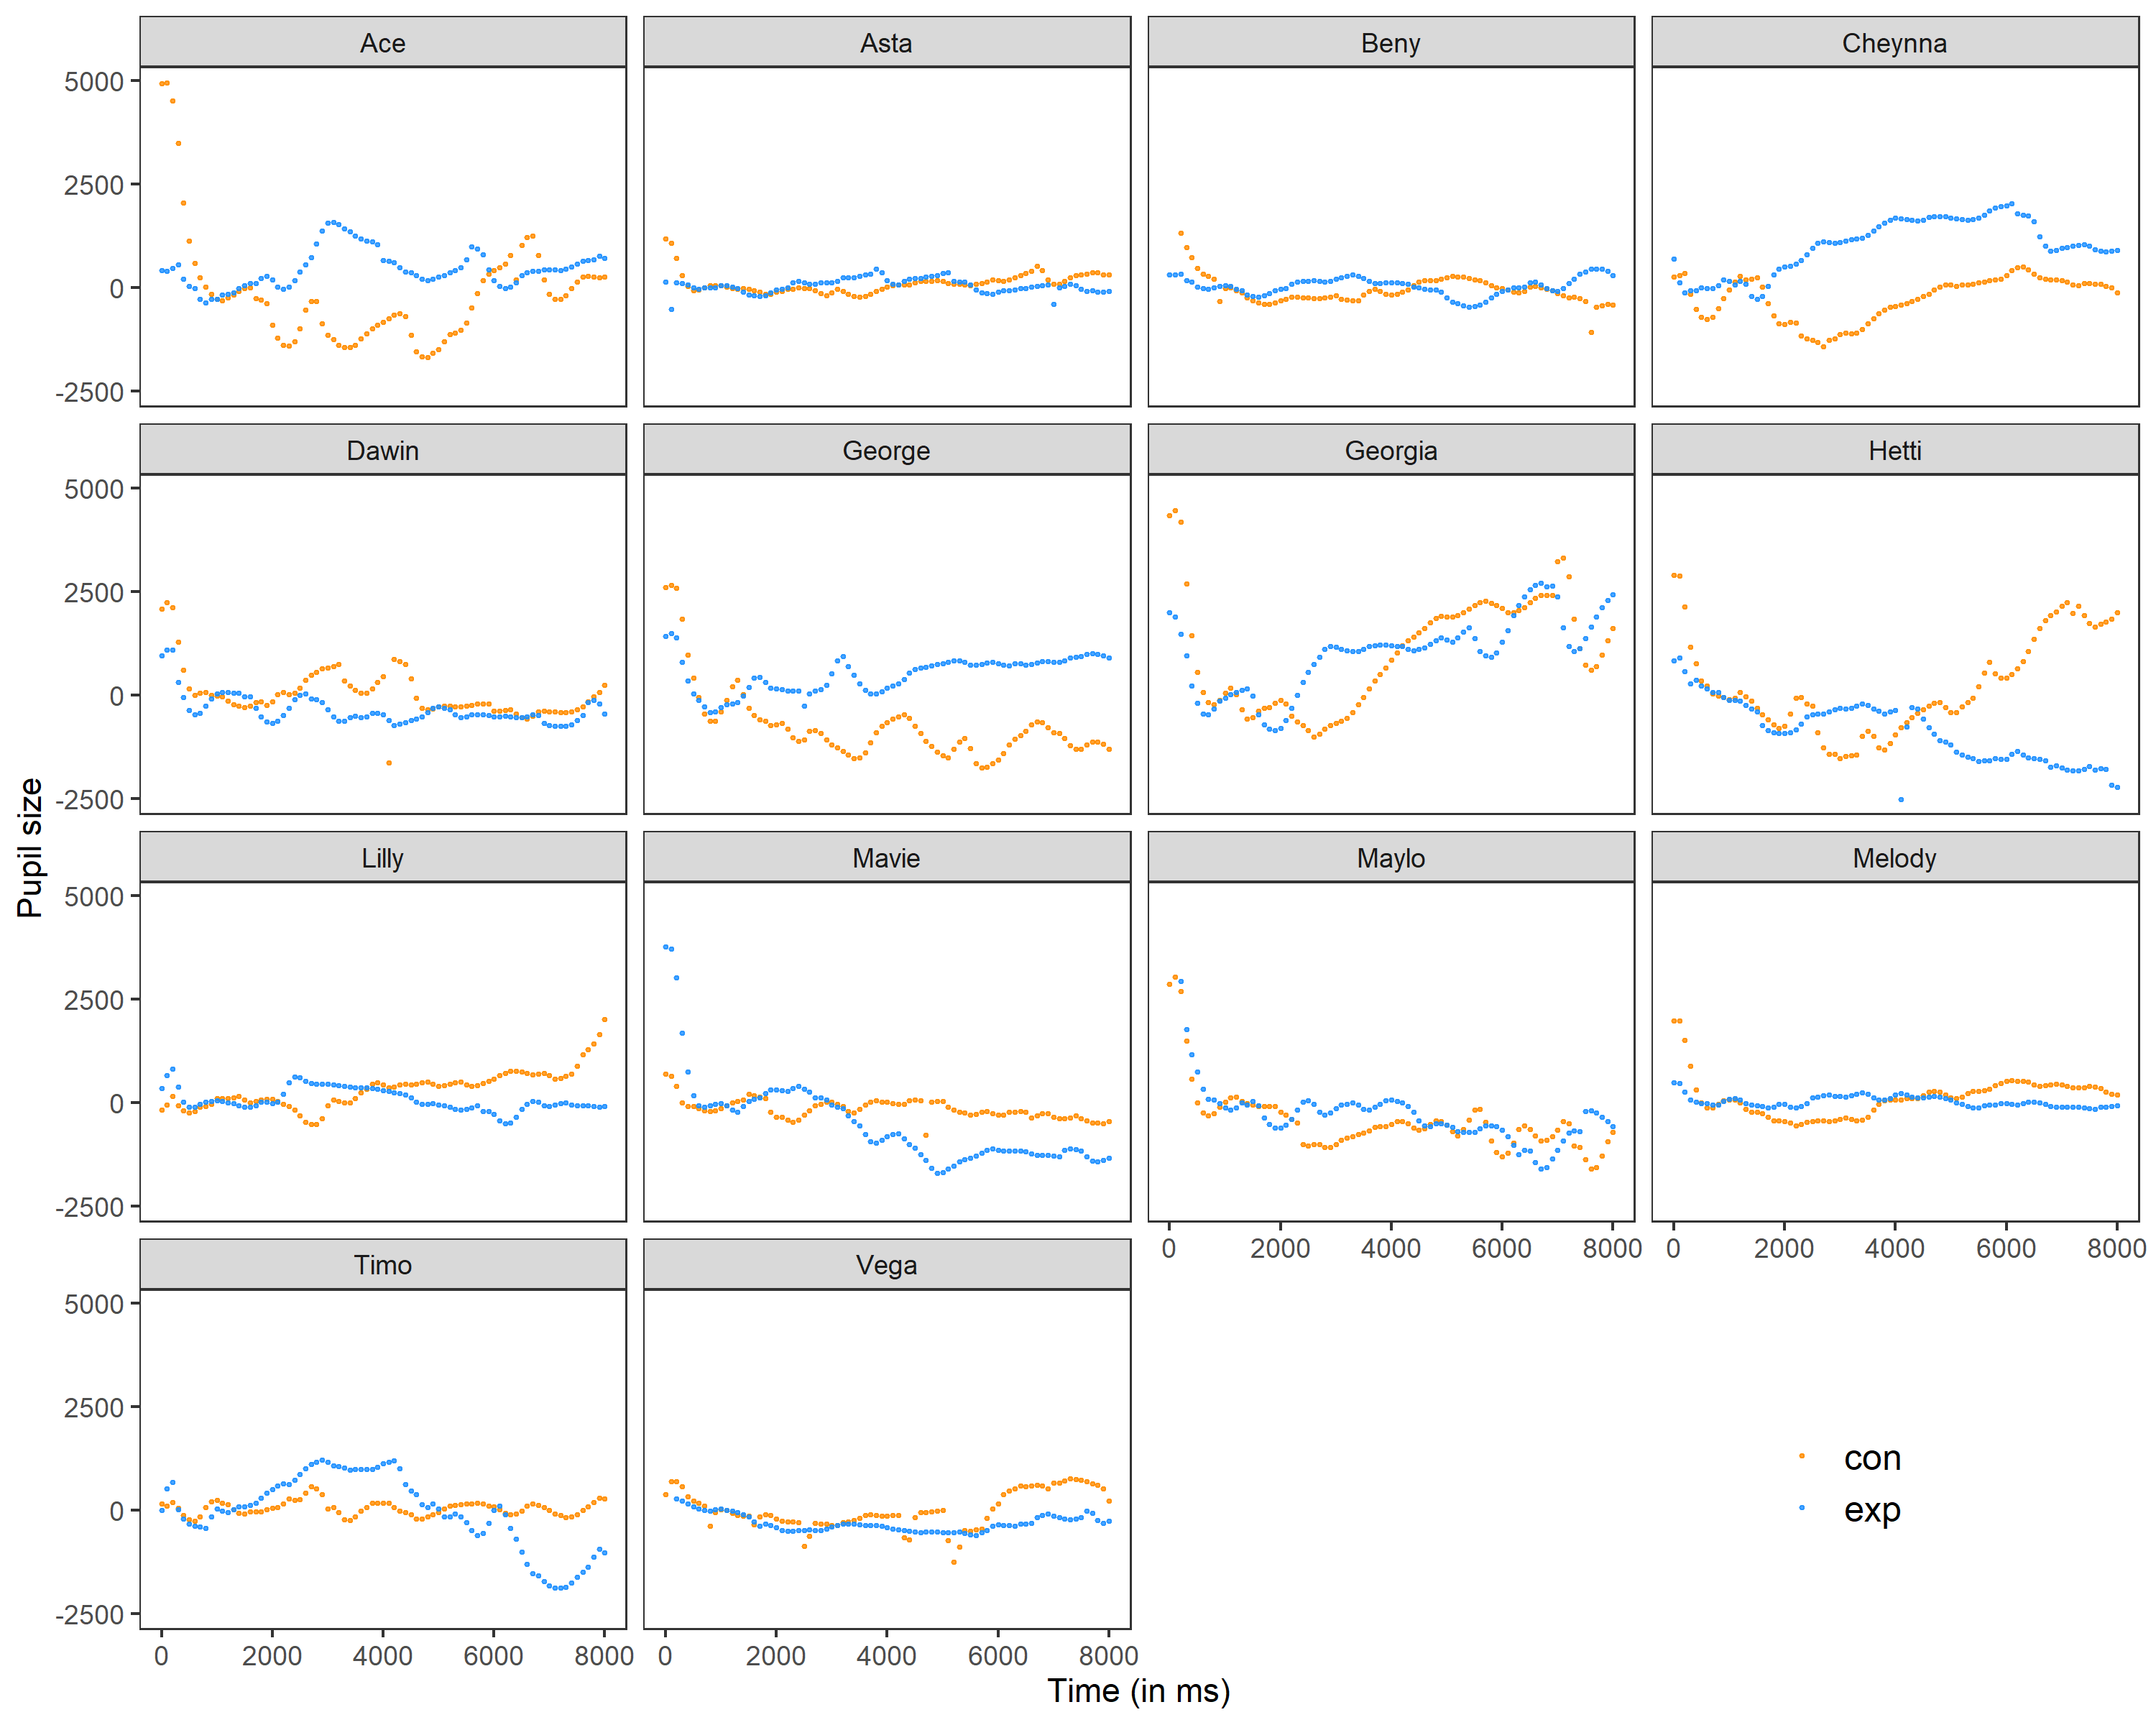 Ace Asta Beny Cheynna
5000
2500
0
-2500
Dawin George Georgia Hetti
5000
2500
0
-2500
Pupil size
Lilly Mavie Maylo Melody
5000
2500
0
-2500
0 2000 4000 6000 8000 0 2000 4000 6000 8000
Timo Vega
5000
2500
0
-2500
con
exp
0 2000 4000 6000 8000 0 2000 4000 6000 8000
Time (in ms)